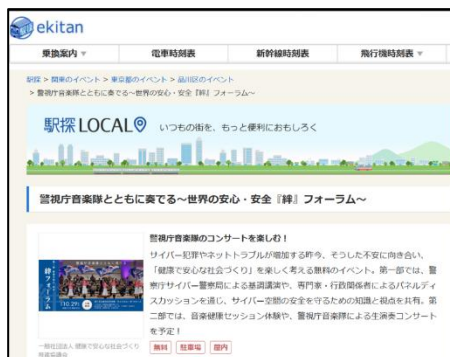 ekitan
乗換案内 ▼ 電車時刻表 新幹線時刻表 飛行機時刻表 ▼
駅探 > 関東のイベント > 東京都のイベント > 品川区のイベント
> 警視庁音楽隊とともに奏でる～世界の安心・安全『絆』フォーラム～
駅探 LOCAL いつもの街を、もっと便利におもしろく
警視庁音楽隊とともに奏でる～世界の安心・安全『絆』フォーラム～
警視庁音楽隊のコンサートを楽しむ！
サイバー犯罪やネットトラブルが増加する昨今、そうした不安に向き合い、
「健康で安心な社会づくり」を楽しく考える無料のイベント。第一部では、警
察庁サイバー警察局による基調講演や、専門家・行政関係者によるパネルディ
スカッションを通じ、サイバー空間の安全を守るための知識と視点を共有。第
二部では、音楽健康セッション体験や、警視庁音楽隊による生演奏コンサート
を予定！
無料 駐車場 屋内
絆フォーラム
10.29
一般社団法人 健康で安心な社会づくり
推進協議会